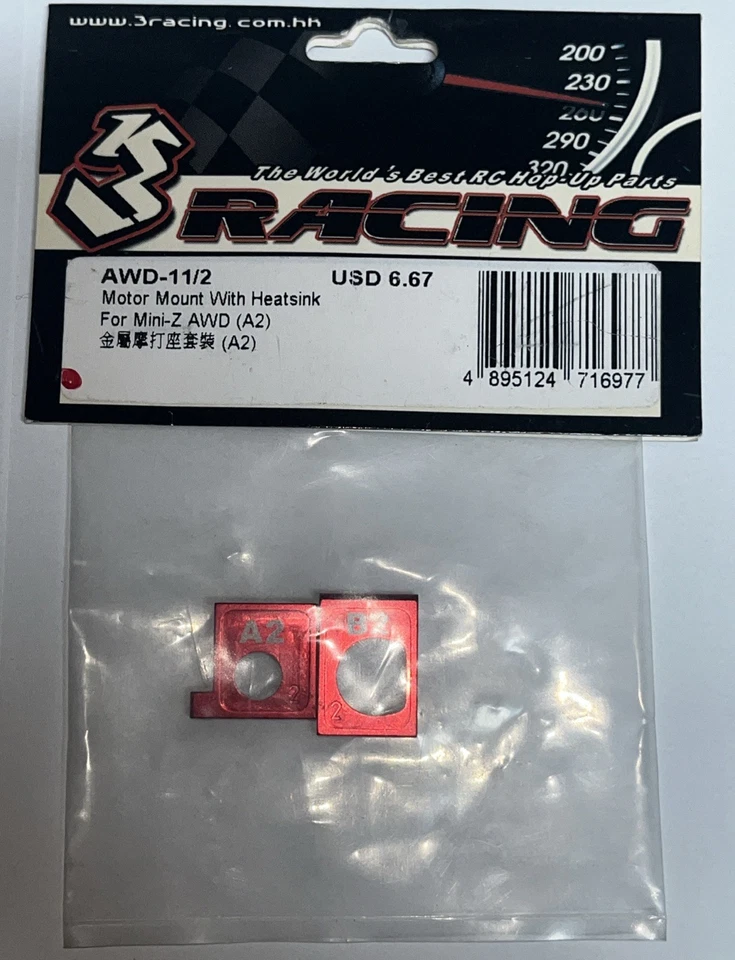 www.3racing.com.hk
200
230
260
290
320
The World's Best RC Hop-Up Parts
3RACING
AWD-11/2
USD 6.67
Motor Mount With Heatsink
For Mini-Z AWD (A2)
金屬摩打座套裝 (A2)
4 895124 716977
A2
2
2